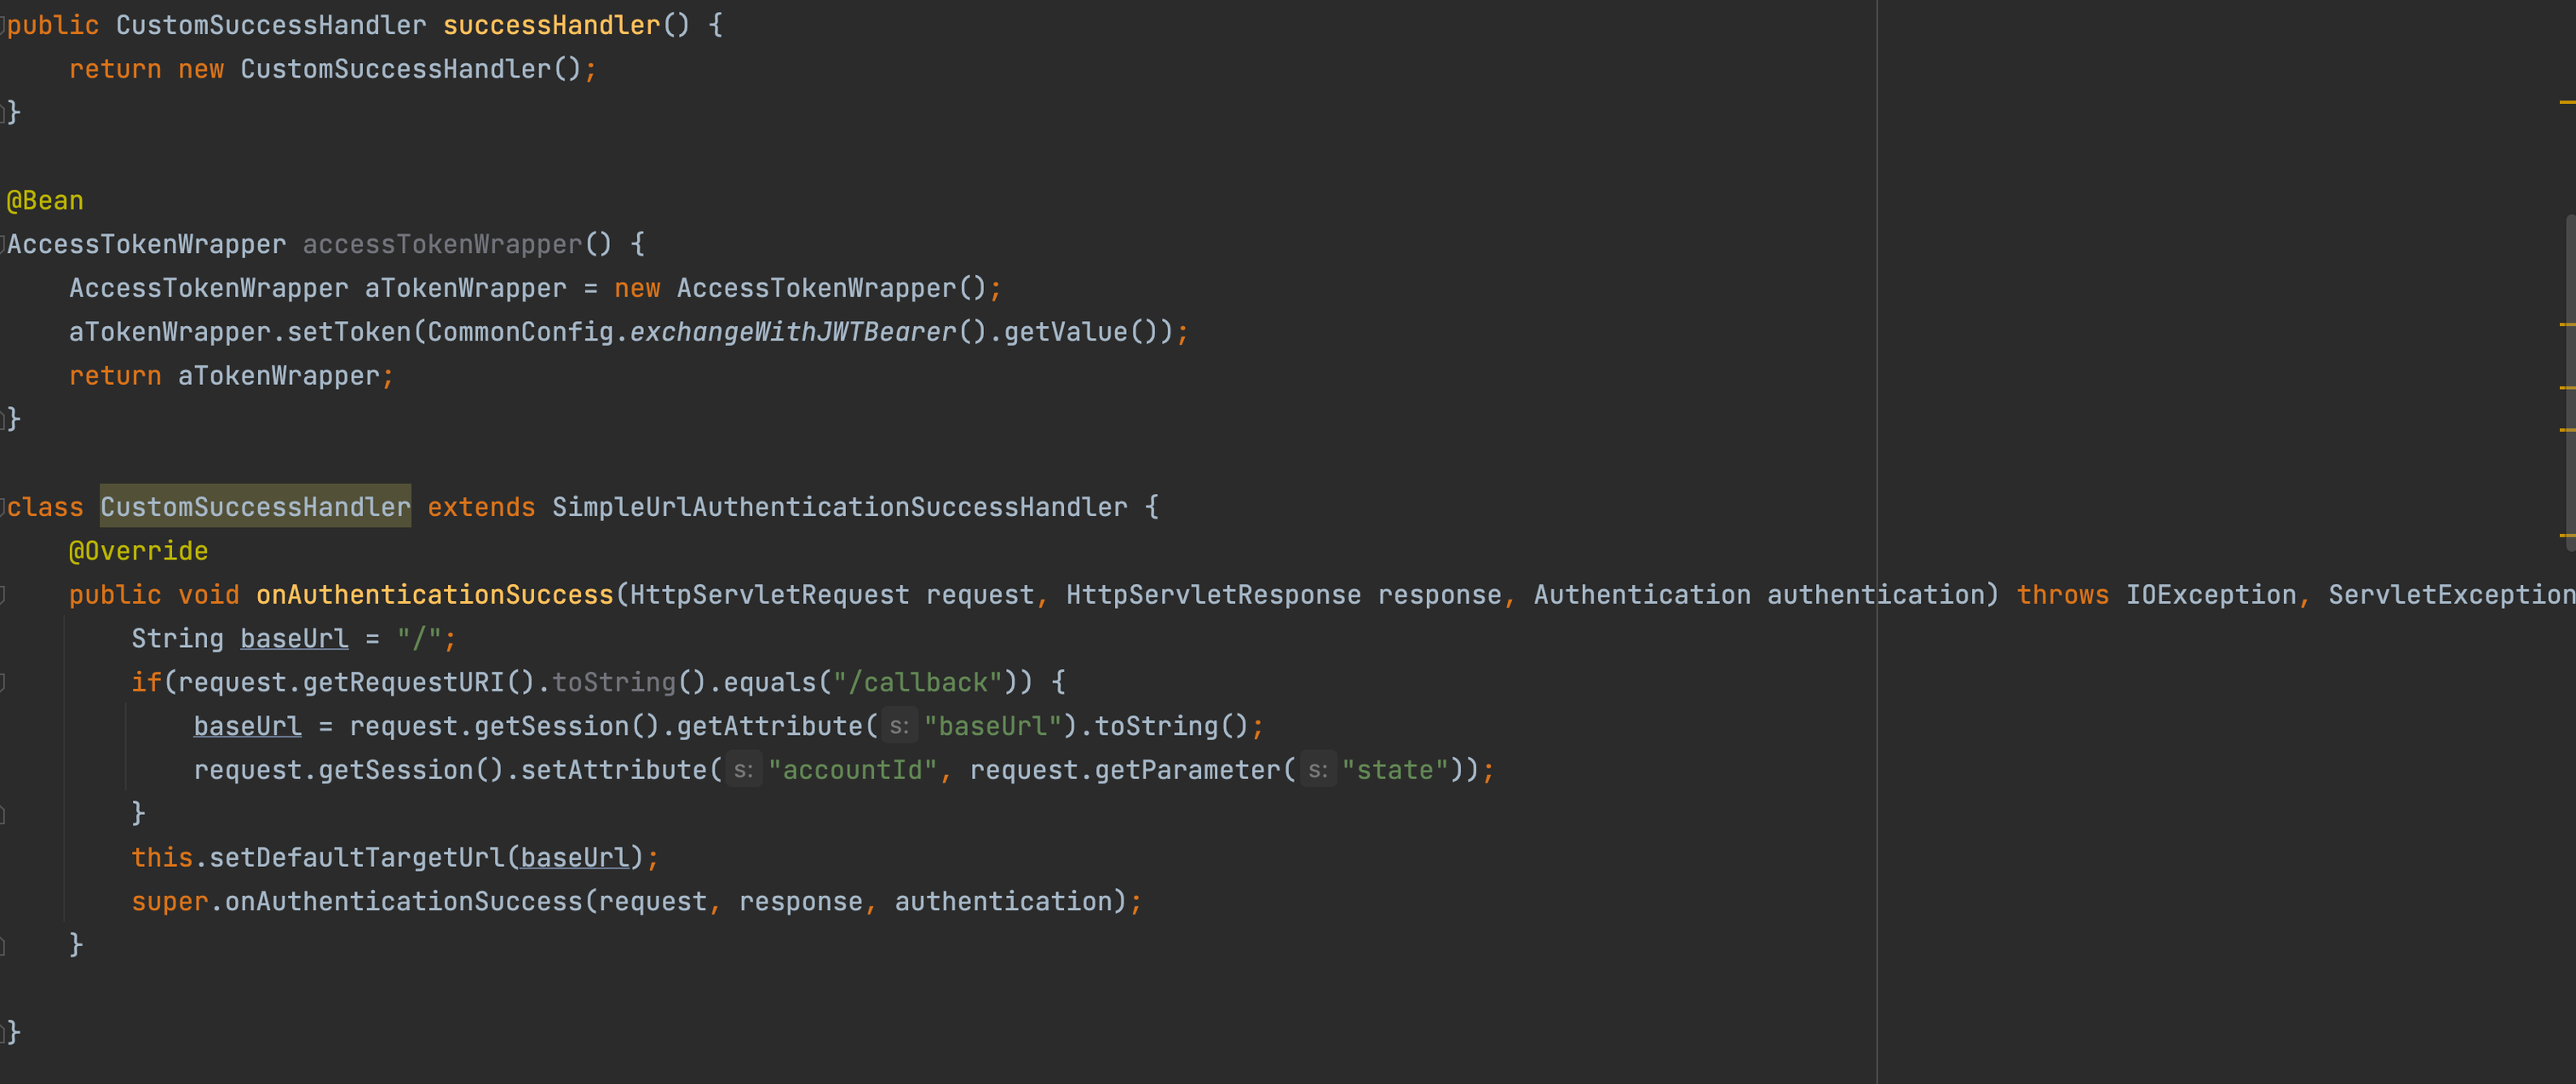 public CustomSuccessHandler successHandler() {
    return new CustomSuccessHandler();
}

@Bean
AccessTokenWrapper accessTokenWrapper() {
    AccessTokenWrapper aTokenWrapper = new AccessTokenWrapper();
    aTokenWrapper.setToken(CommonConfig.exchangeWithJWTBearer().getValue());
    return aTokenWrapper;
}

class CustomSuccessHandler extends SimpleUrlAuthenticationSuccessHandler {
    @Override
    public void onAuthenticationSuccess(HttpServletRequest request, HttpServletResponse response, Authentication authentication) throws IOException, ServletException
        String baseUrl = "/";
        if(request.getRequestURI().toString().equals("/callback")) {
            baseUrl = request.getSession().getAttribute( s: "baseUrl").toString();
            request.getSession().setAttribute( s: "accountId", request.getParameter( s: "state"));
        }
        this.setDefaultTargetUrl(baseUrl);
        super.onAuthenticationSuccess(request, response, authentication);
    }

}